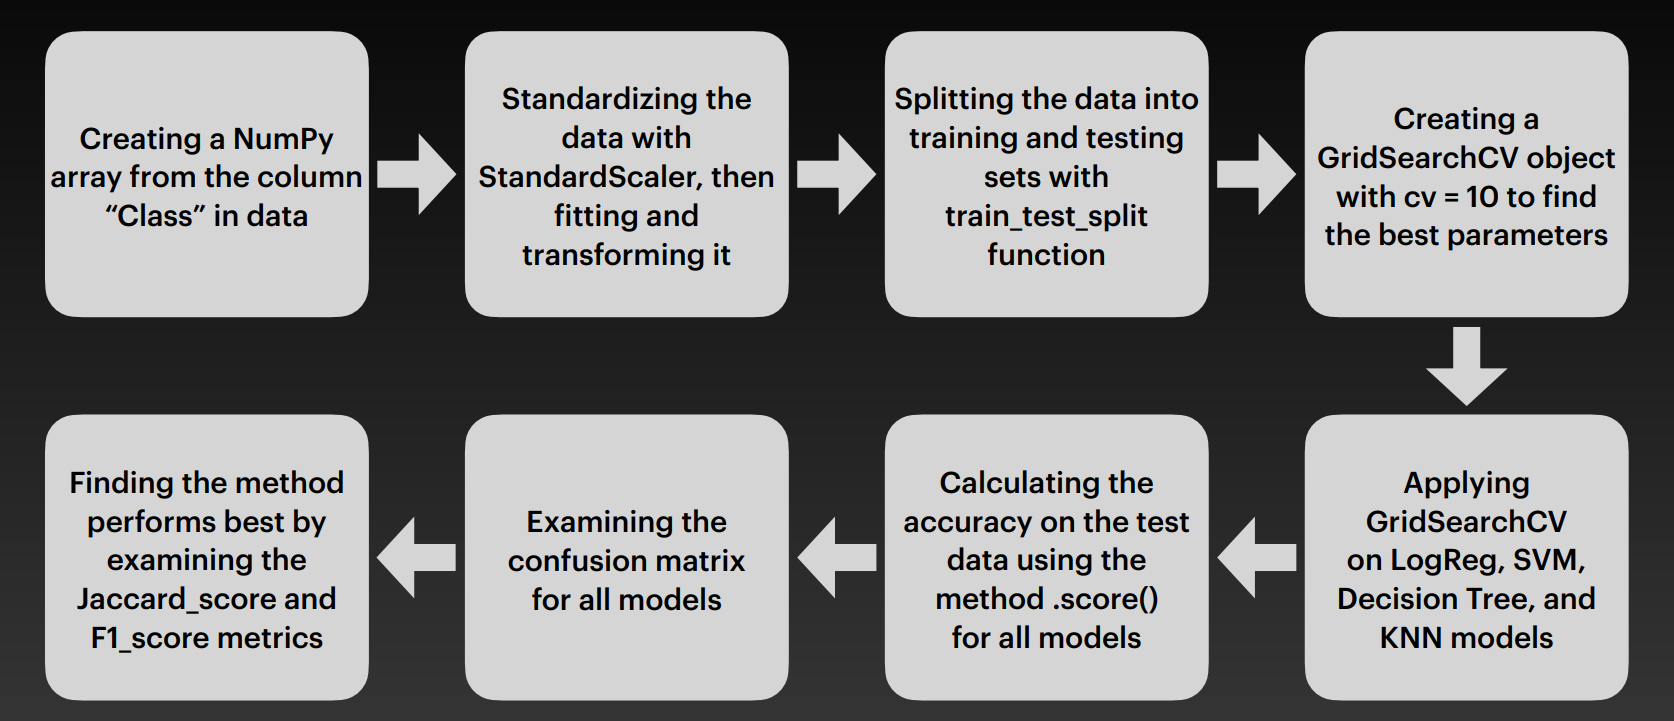 Creating a NumPy
array from the column
“Class” in data
Standardizing the
data with
StandardScaler, then
fitting and
transforming it
Splitting the data into
training and testing
sets with
train_test_split
function
Creating a
GridSearchCV object
with cv = 10 to find
the best parameters
Applying
GridSearchCV
on LogReg, SVM,
Decision Tree, and
KNN models
Calculating the
accuracy on the test
data using the
method .score()
for all models
Examining the
confusion matrix
for all models
Finding the method
performs best by
examining the
Jaccard_score and
F1_score metrics